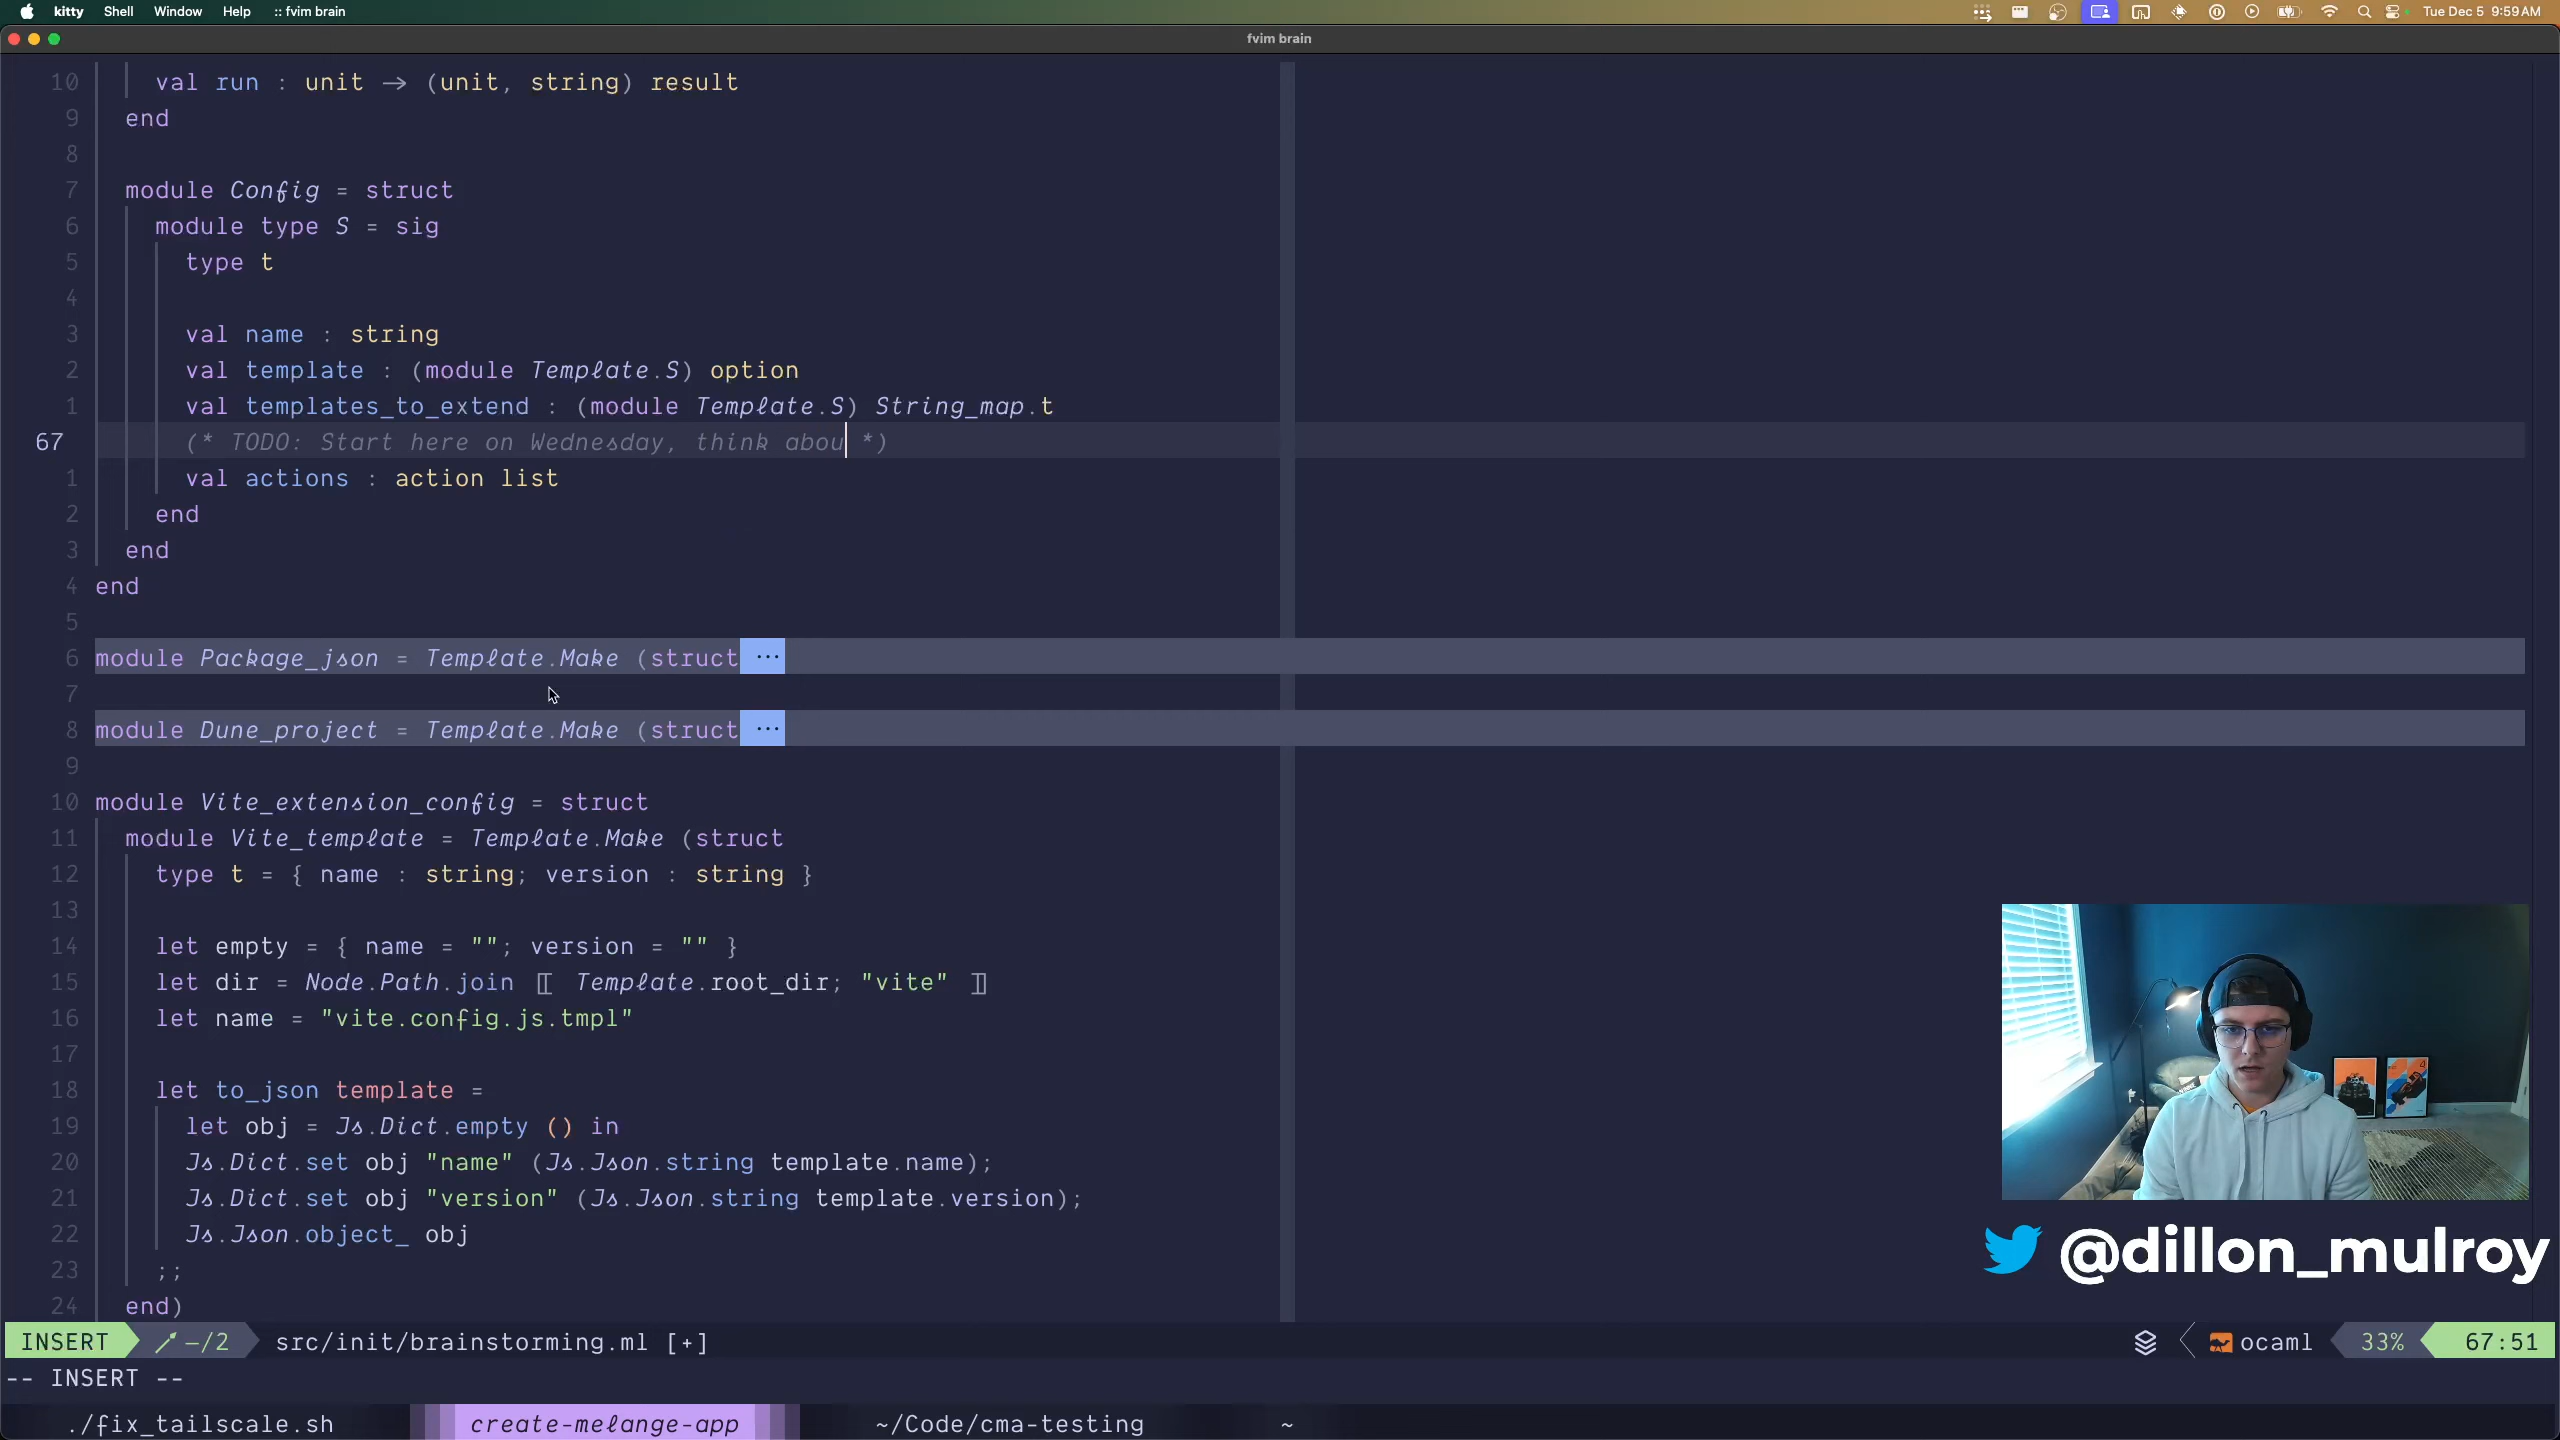 kitty Shell Window Help :: fvim brain Tue Dec 5 9:59 AM
fvim brain
10 val run : unit → (unit, string) result
9 end
8
7 module Config = struct
6 module type S = sig
5 type t
4
3 val name : string
2 val template : (module Template.S) option
1 val templates_to_extend : (module Template.S) String_map.t
67 (* TODO: Start here on Wednesday, think abou *)
1 val actions : action list
2 end
3 end
4 end
5
6 module Package_json = Template.Make (struct ...
7
8 module Dune_project = Template.Make (struct ...
9
10 module Vite_extension_config = struct
11 module Vite_template = Template.Make (struct
12 type t = { name : string; version : string }
13
14 let empty = { name = ""; version = "" }
15 let dir = Node.Path.join [| Template.root_dir; "vite" |]
16 let name = "vite.config.js.tmpl"
17
18 let to_json template =
19 let obj = Js.Dict.empty () in
20 Js.Dict.set obj "name" (Js.Json.string template.name);
21 Js.Dict.set obj "version" (Js.Json.string template.version);
22 Js.Json.object_ obj
23 ;;
24 end)
@dillon_mulroy
INSERT –/2 src/init/brainstorming.ml [+] ocaml 33% 67:51
-- INSERT --
./fix_tailscale.sh create-melange-app ~/Code/cma-testing ~